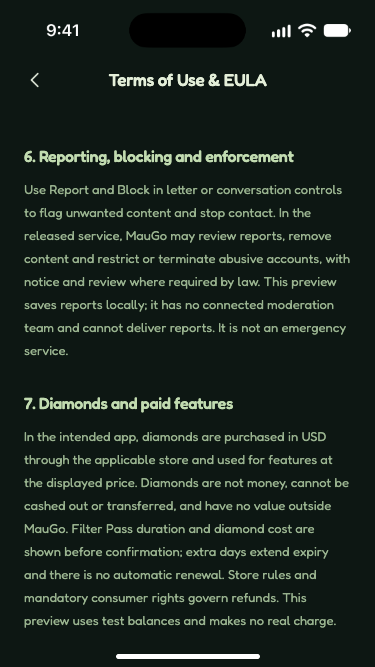 9:41
Terms of Use & EULA
6. Reporting, blocking and enforcement
Use Report and Block in letter or conversation controls
to flag unwanted content and stop contact. In the
released service, MauGo may review reports, remove
content and restrict or terminate abusive accounts, with
notice and review where required by law. This preview
saves reports locally; it has no connected moderation
team and cannot deliver reports. It is not an emergency
service.
7. Diamonds and paid features
In the intended app, diamonds are purchased in USD
through the applicable store and used for features at
the displayed price. Diamonds are not money, cannot be
cashed out or transferred, and have no value outside
MauGo. Filter Pass duration and diamond cost are
shown before confirmation; extra days extend expiry
and there is no automatic renewal. Store rules and
mandatory consumer rights govern refunds. This
preview uses test balances and makes no real charge.